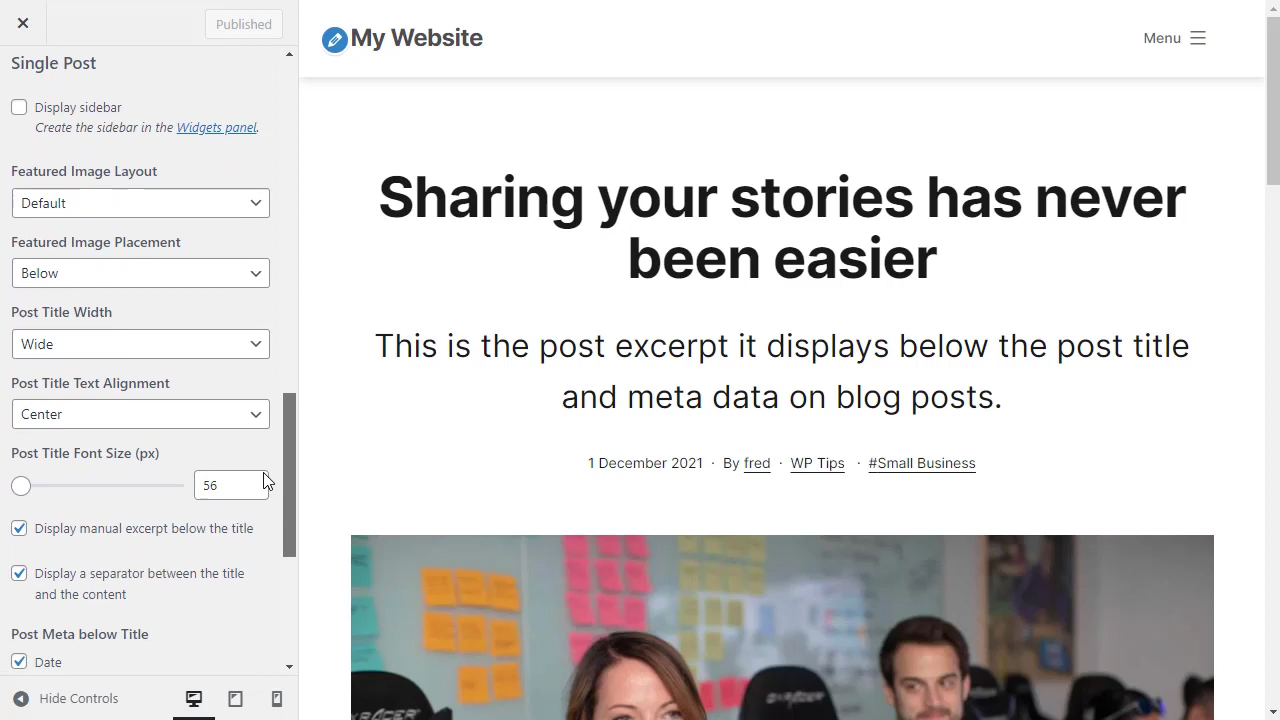 Published
Single Post
Display sidebar
Create the sidebar in the Widgets panel.
Featured Image Layout
Default
Featured Image Placement
Below
Post Title Width
Wide
Post Title Text Alignment
Center
Post Title Font Size (px)
56
Display manual excerpt below the title
Display a separator between the title
and the content
Post Meta below Title
Date
Hide Controls
My Website
Menu
Sharing your stories has never
been easier
This is the post excerpt it displays below the post title
and meta data on blog posts.
1 December 2021 · By fred · WP Tips · #Small Business